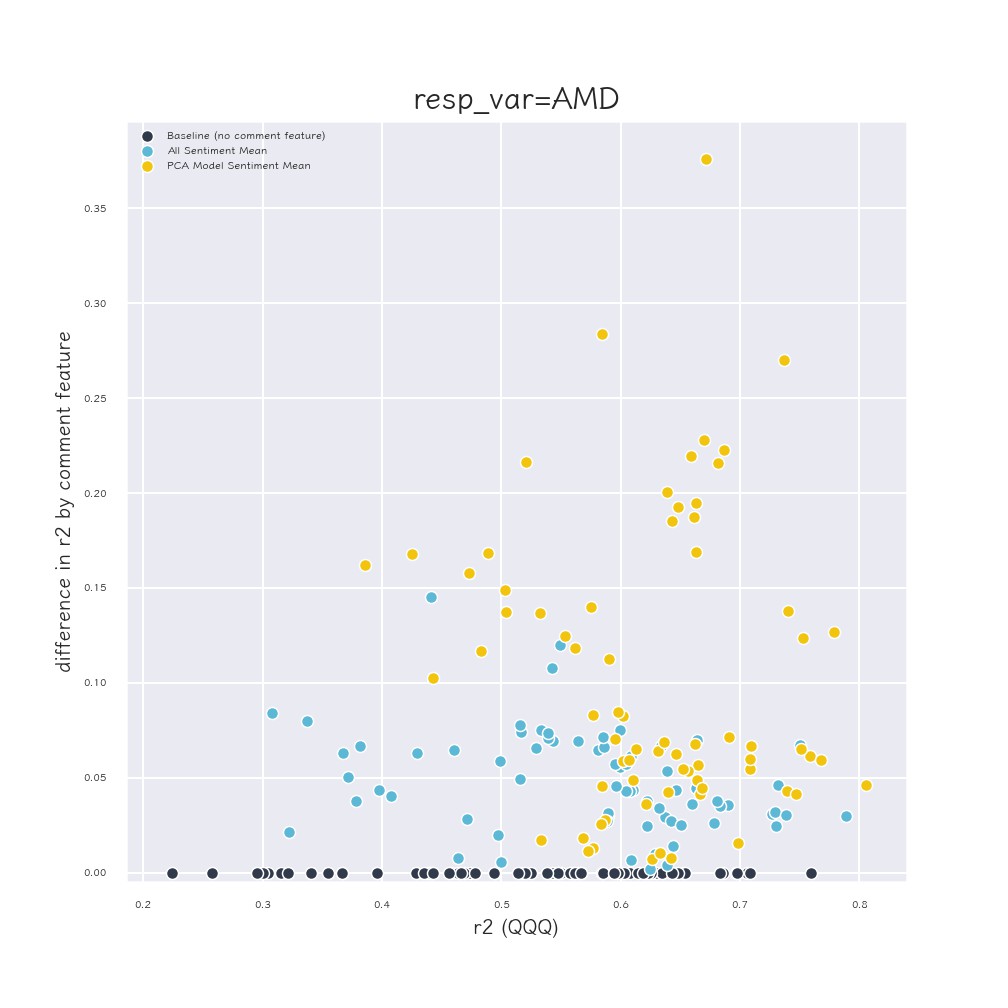 resp_var=AMD
Baseline (no comment feature)
All Sentiment Mean
PCA Model Sentiment Mean
difference in r2 by comment feature
0.35
0.30
0.25
0.20
0.15
0.10
0.05
0.00
0.2 0.3 0.4 0.5 0.6 0.7 0.8
r2 (QQQ)